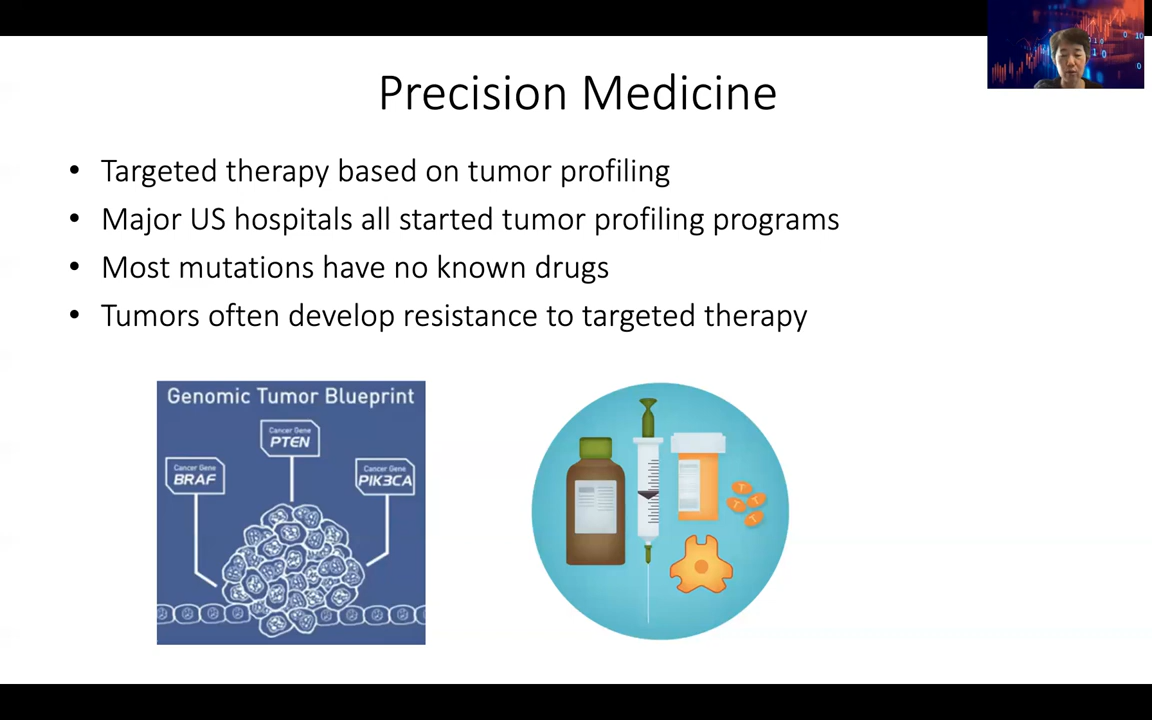 Precision Medicine
• Targeted therapy based on tumor profiling
• Major US hospitals all started tumor profiling programs
• Most mutations have no known drugs
• Tumors often develop resistance to targeted therapy
Genomic Tumor Blueprint
Cancer Gene
PTEN
Cancer Gene
BRAF
Cancer Gene
PIK3CA
T
T
T
T